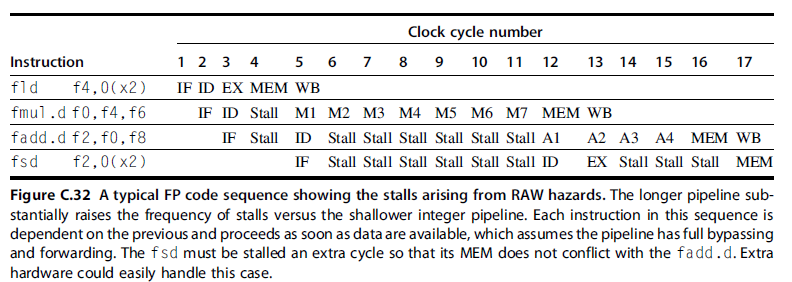 Clock cycle number
Instruction 1 2 3 4 5 6 7 8 9 10 11 12 13 14 15 16 17
fld f4,0(x2) IF ID EX MEM WB
fmul.d f0,f4,f6 IF ID Stall M1 M2 M3 M4 M5 M6 M7 MEM WB
fadd.d f2,f0,f8 IF Stall ID Stall Stall Stall Stall Stall Stall A1 A2 A3 A4 MEM WB
fsd f2,0(x2) IF Stall Stall Stall Stall Stall Stall ID EX Stall Stall Stall MEM
Figure C.32 A typical FP code sequence showing the stalls arising from RAW hazards. The longer pipeline sub-
stantially raises the frequency of stalls versus the shallower integer pipeline. Each instruction in this sequence is
dependent on the previous and proceeds as soon as data are available, which assumes the pipeline has full bypassing
and forwarding. The fsd must be stalled an extra cycle so that its MEM does not conflict with the fadd.d. Extra
hardware could easily handle this case.